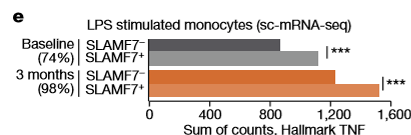 e
LPS stimulated monocytes (sc-mRNA-seq)
Baseline SLAMF7⁻
(74%) SLAMF7⁺ ***
3 months SLAMF7⁻
(98%) SLAMF7⁺ ***
0 400 800 1,200 1,600
Sum of counts, Hallmark TNF